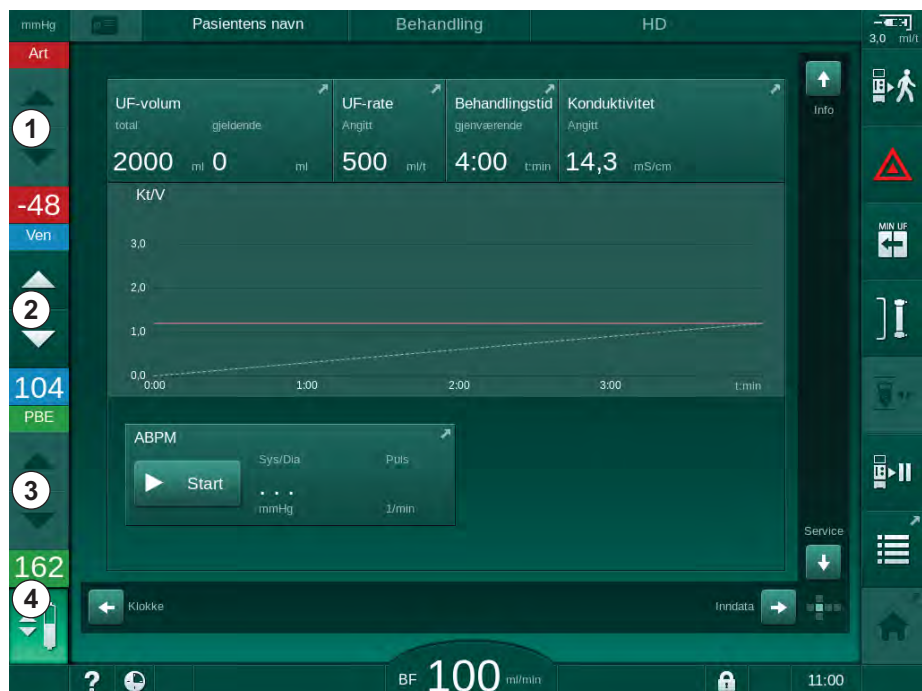 mmHg Pasientens navn Behandling HD
3,0 ml/t
Art
1
-48
Ven
2
104
PBE
3
162
4
UF-volum
total gjeldende
2000 ml 0 ml
UF-rate
Angitt
500 ml/t
Behandlingstid
gjenværende
4:00 t:min
Konduktivitet
Angitt
14,3 mS/cm
Info
Kt/V
3,0
2,0
1,0
0,0
0:00 1:00 2:00 3:00 t:min
ABPM
Start
Sys/Dia Puls
. . .
mmHg 1/min
Service
Klokke Inndata
MIN UF
? BF 100 ml/min 11:00